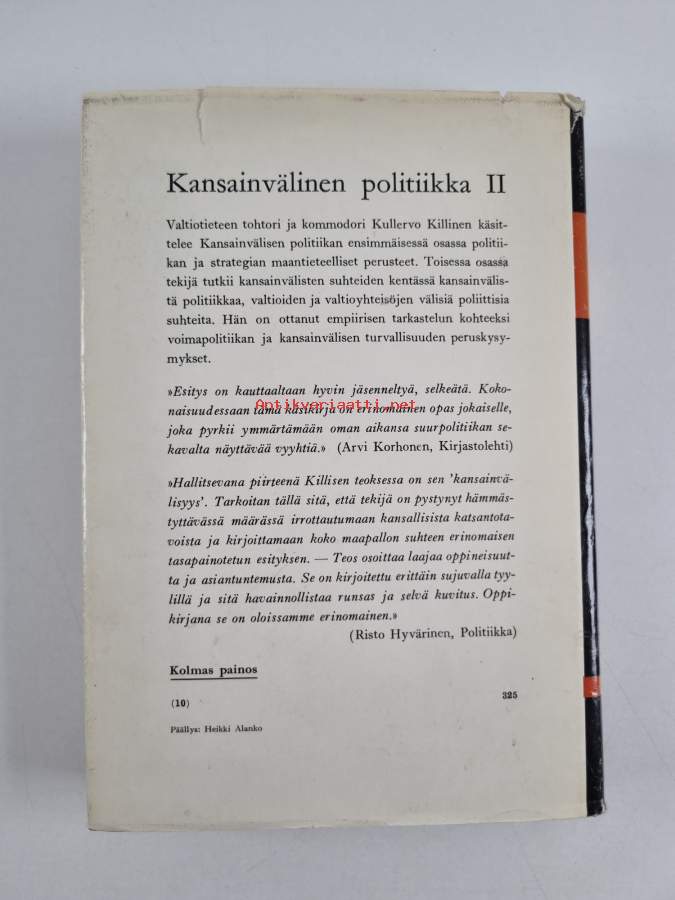 Kansainvälinen politiikka II
Valtiotieteen tohtori ja kommodori Kullervo Killinen käsit-
telee Kansainvälisen politiikan ensimmäisessä osassa politii-
kan ja strategian maantieteelliset perusteet. Toisessa osassa
tekijä tutkii kansainvälisten suhteiden kentässä kansainvälis-
tä politiikkaa, valtioiden ja valtioyhteisöjen välisiä poliittisia
suhteita. Hän on ottanut empiirisen tarkastelun kohteeksi
voimapolitiikan ja kansainvälisen turvallisuuden peruskysy-
mykset.
»Esitys on kauttaaltaan hyvin jäsenneltyä, selkeätä. Koko-
Antikvariaatti.net
naisuudessaan tämä käsikirja on erinomainen opas jokaiselle,
joka pyrkii ymmärtämään oman aikansa suurpolitiikan se-
kavalta näyttävää vyyhtiä.» (Arvi Korhonen, Kirjastolehti)
»Hallitsevana piirteenä Killisen teoksessa on sen 'kansainvä-
lisyys'. Tarkoitan tällä sitä, että tekijä on pystynyt hämmäs-
tyttävässä määrässä irrottautumaan kansallisista katsantota-
voista ja kirjoittamaan koko maapallon suhteen erinomaisen
tasapainotetun esityksen. — Teos osoittaa laajaa oppineisuut-
ta ja asiantuntemusta. Se on kirjoitettu erittäin sujuvalla tyy-
lillä ja sitä havainnollistaa runsas ja selvä kuvitus. Oppi-
kirjana se on oloissamme erinomainen.»
(Risto Hyvärinen, Politiikka)
Kolmas painos
(10) 325
Päällys: Heikki Alanko